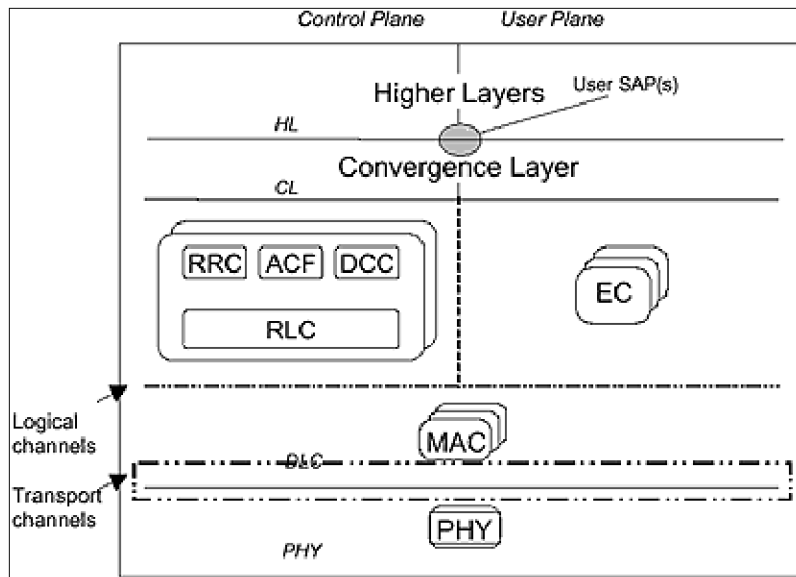 Control Plane User Plane
Higher Layers
User SAP(s)
HL
Convergence Layer
CL
RRC ACF DCC
RLC
EC
Logical
channels
MAC
DLC
Transport
channels
PHY
PHY